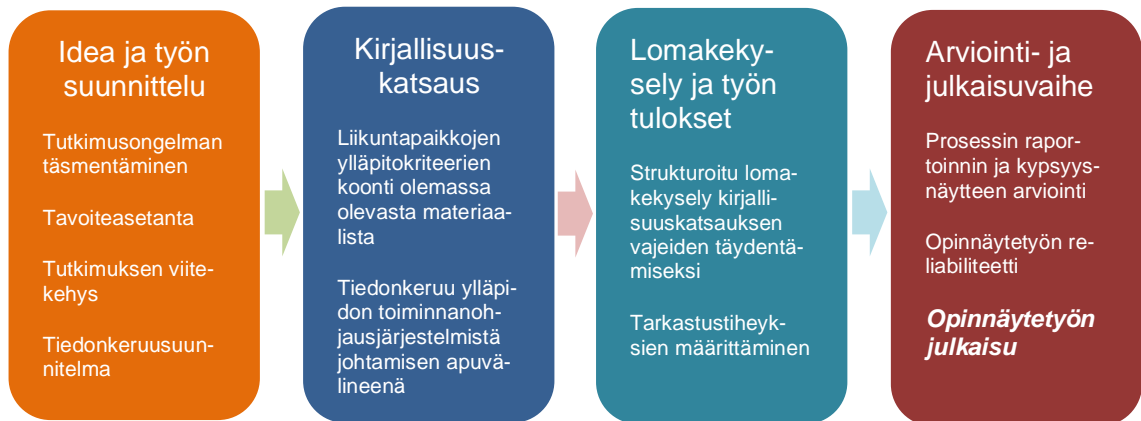 Idea ja työn
suunnittelu
Tutkimusongelman
täsmentäminen
Tavoiteasetanta
Tutkimuksen viite-
kehys
Tiedonkeruusuun-
nitelma
Kirjallisuus-
katsaus
Liikuntapaikkojen
ylläpitokriteerien
koonti olemassa
olevasta materiaa-
lista
Tiedonkeruu ylläpi-
don toiminnanoh-
jausjärjestelmistä
johtamisen apuvä-
lineenä
Lomakeky-
sely ja työn
tulokset
Strukturoitu loma-
kekysely kirjalli-
suuskatsauksen
vajeiden täydentä-
miseksi
Tarkastustiheyk-
sien määrittäminen
Arviointi- ja
julkaisuvaihe
Prosessin rapor-
toinnin ja kypsyys-
näytteen arviointi
Opinnäytetyön re-
liabiliteetti
Opinnäytetyön
julkaisu